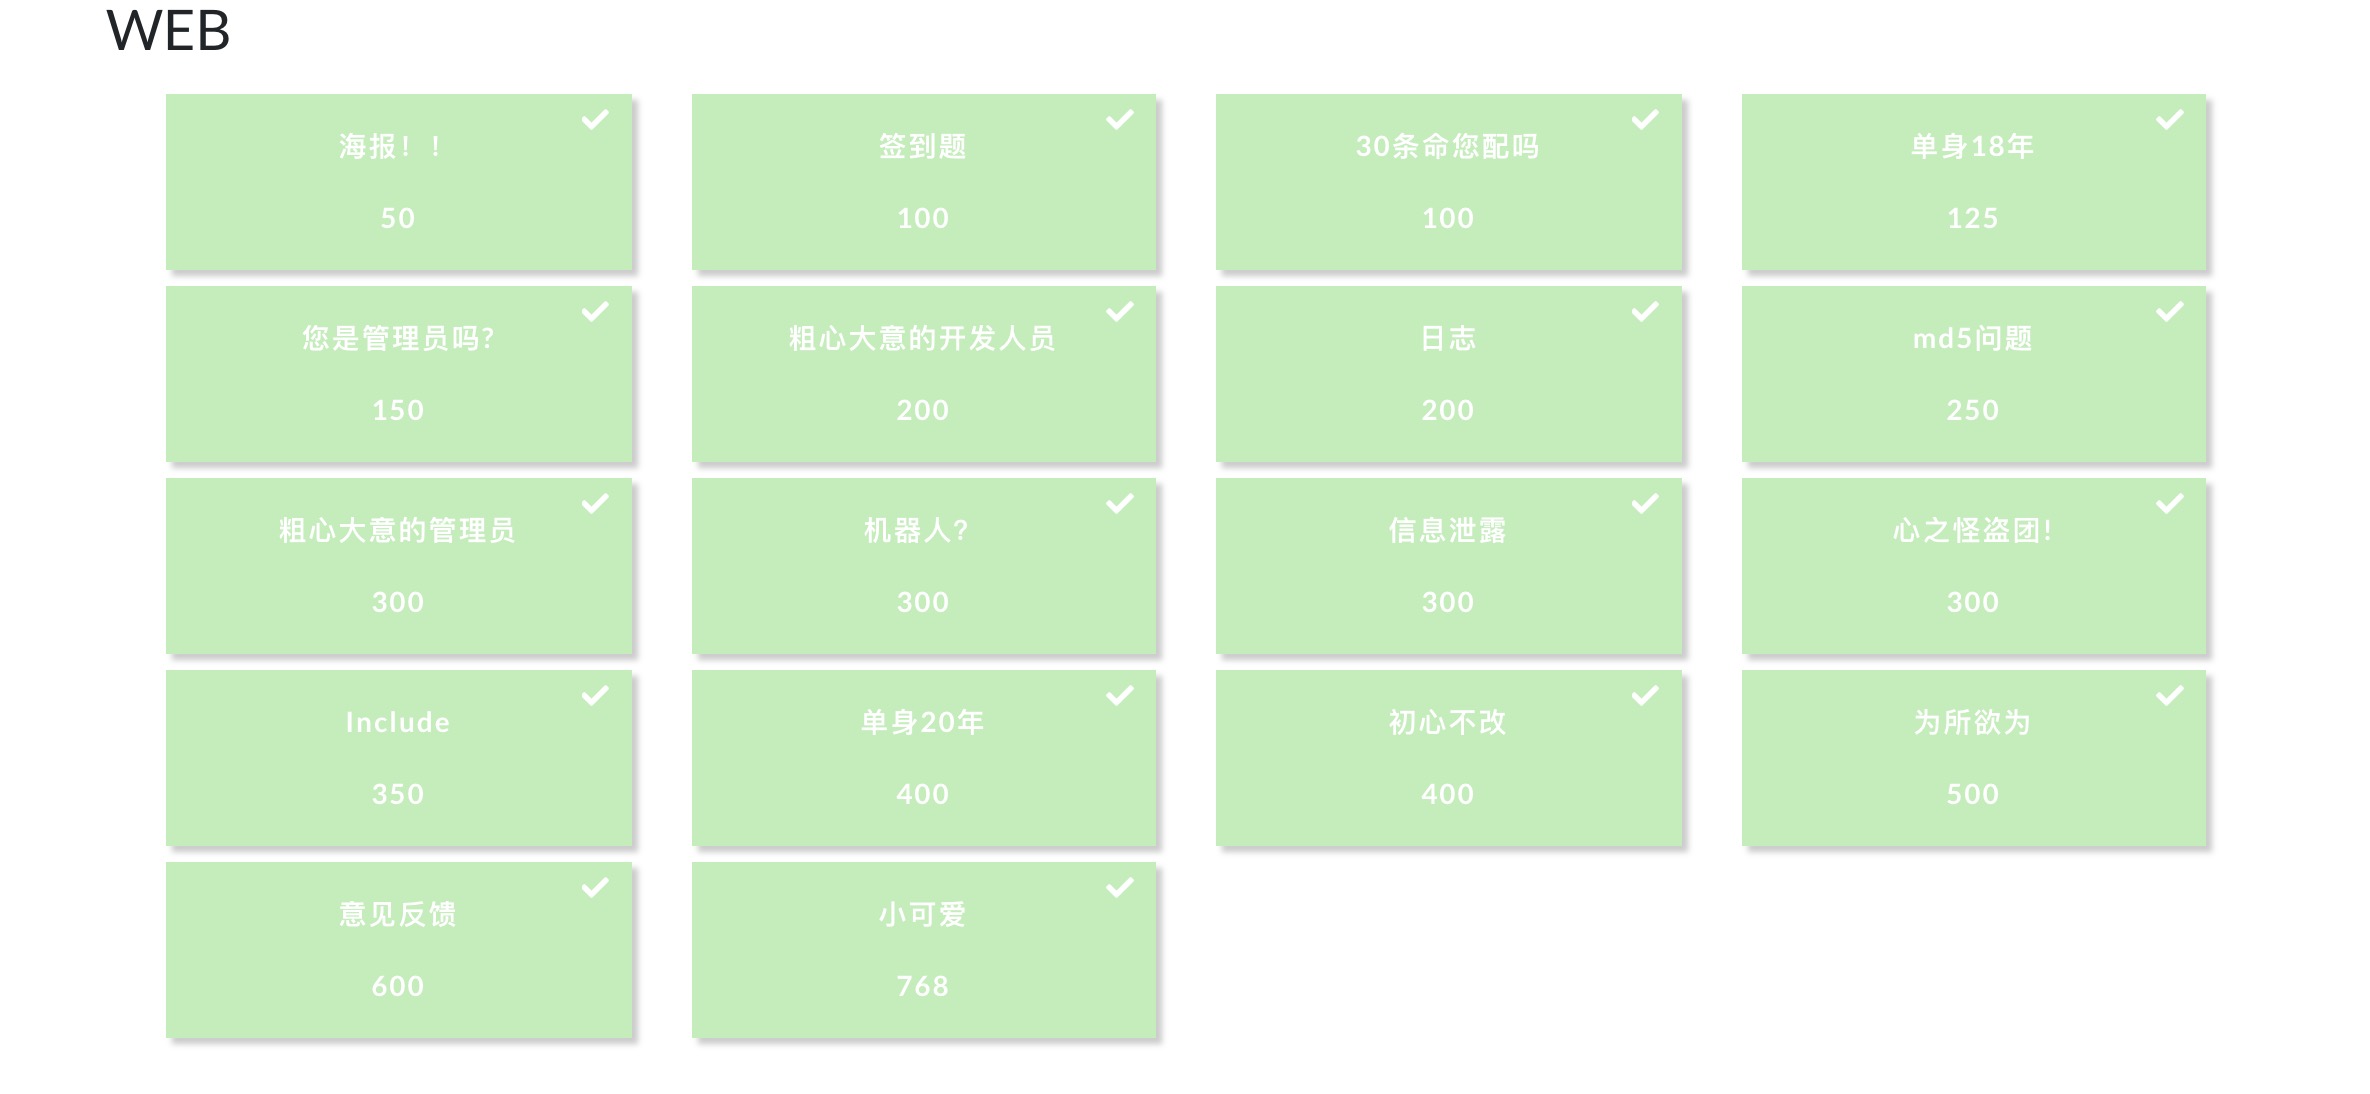 WEB
海报！！
50
签到题
100
30条命您配吗
100
单身18年
125
您是管理员吗?
150
粗心大意的开发人员
200
日志
200
md5问题
250
粗心大意的管理员
300
机器人?
300
信息泄露
300
心之怪盗团!
300
Include
350
单身20年
400
初心不改
400
为所欲为
500
意见反馈
600
小可爱
768